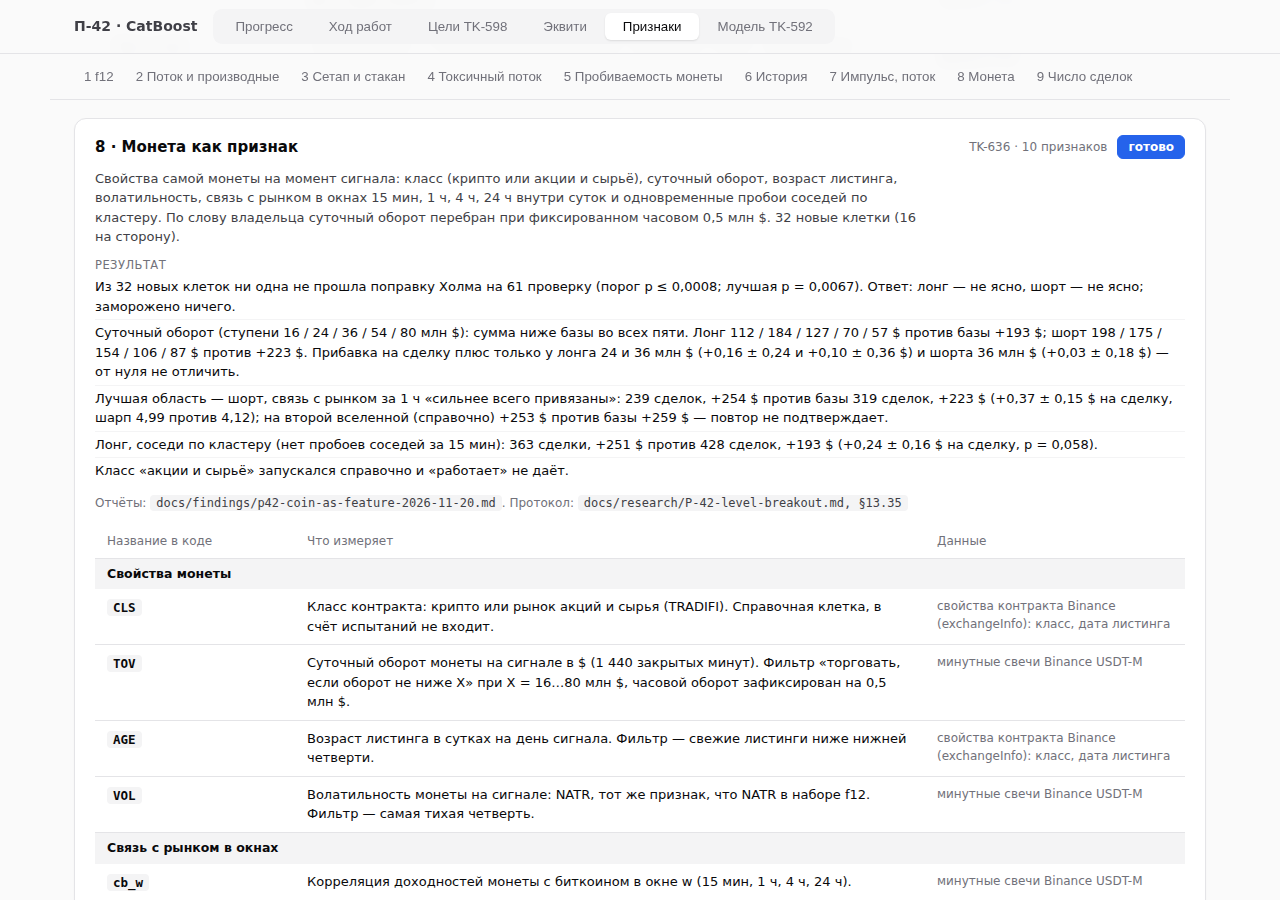 П-42 · CatBoost
Прогресс
Ход работ
Цели TK-598
Эквити
Признаки
Модель TK-592
1 f12
2 Поток и производные
3 Сетап и стакан
4 Токсичный поток
5 Пробиваемость монеты
6 История
7 Импульс, поток
8 Монета
9 Число сделок
8 · Монета как признак
TK-636 · 10 признаков
готово
Свойства самой монеты на момент сигнала: класс (крипто или акции и сырьё), суточный оборот, возраст листинга,
волатильность, связь с рынком в окнах 15 мин, 1 ч, 4 ч, 24 ч внутри суток и одновременные пробои соседей по
кластеру. По слову владельца суточный оборот перебран при фиксированном часовом 0,5 млн $. 32 новые клетки (16
на сторону).
РЕЗУЛЬТАТ
Из 32 новых клеток ни одна не прошла поправку Холма на 61 проверку (порог p ≤ 0,0008; лучшая p = 0,0067). Ответ: лонг — не ясно, шорт — не ясно;
заморожено ничего.
Суточный оборот (ступени 16 / 24 / 36 / 54 / 80 млн $): сумма ниже базы во всех пяти. Лонг 112 / 184 / 127 / 70 / 57 $ против базы +193 $; шорт 198 / 175 /
154 / 106 / 87 $ против +223 $. Прибавка на сделку плюс только у лонга 24 и 36 млн $ (+0,16 ± 0,24 и +0,10 ± 0,36 $) и шорта 36 млн $ (+0,03 ± 0,18 $) —
от нуля не отличить.
Лучшая область — шорт, связь с рынком за 1 ч «сильнее всего привязаны»: 239 сделок, +254 $ против базы 319 сделок, +223 $ (+0,37 ± 0,15 $ на сделку,
шарп 4,99 против 4,12); на второй вселенной (справочно) +253 $ против базы +259 $ — повтор не подтверждает.
Лонг, соседи по кластеру (нет пробоев соседей за 15 мин): 363 сделки, +251 $ против 428 сделок, +193 $ (+0,24 ± 0,16 $ на сделку, p = 0,058).
Класс «акции и сырьё» запускался справочно и «работает» не даёт.
Отчёты: docs/findings/p42-coin-as-feature-2026-11-20.md. Протокол: docs/research/P-42-level-breakout.md, §13.35
Название в коде
Что измеряет
Данные
Свойства монеты
CLS
Класс контракта: крипто или рынок акций и сырья (TRADIFI). Справочная клетка, в
счёт испытаний не входит.
свойства контракта Binance
(exchangeInfo): класс, дата листинга
TOV
Суточный оборот монеты на сигнале в $ (1 440 закрытых минут). Фильтр «торговать,
если оборот не ниже X» при X = 16…80 млн $, часовой оборот зафиксирован на 0,5
млн $.
минутные свечи Binance USDT-M
AGE
Возраст листинга в сутках на день сигнала. Фильтр — свежие листинги ниже нижней
четверти.
свойства контракта Binance
(exchangeInfo): класс, дата листинга
VOL
Волатильность монеты на сигнале: NATR, тот же признак, что NATR в наборе f12.
Фильтр — самая тихая четверть.
минутные свечи Binance USDT-M
Связь с рынком в окнах
cb_w
Корреляция доходностей монеты с биткоином в окне w (15 мин, 1 ч, 4 ч, 24 ч).
минутные свечи Binance USDT-M